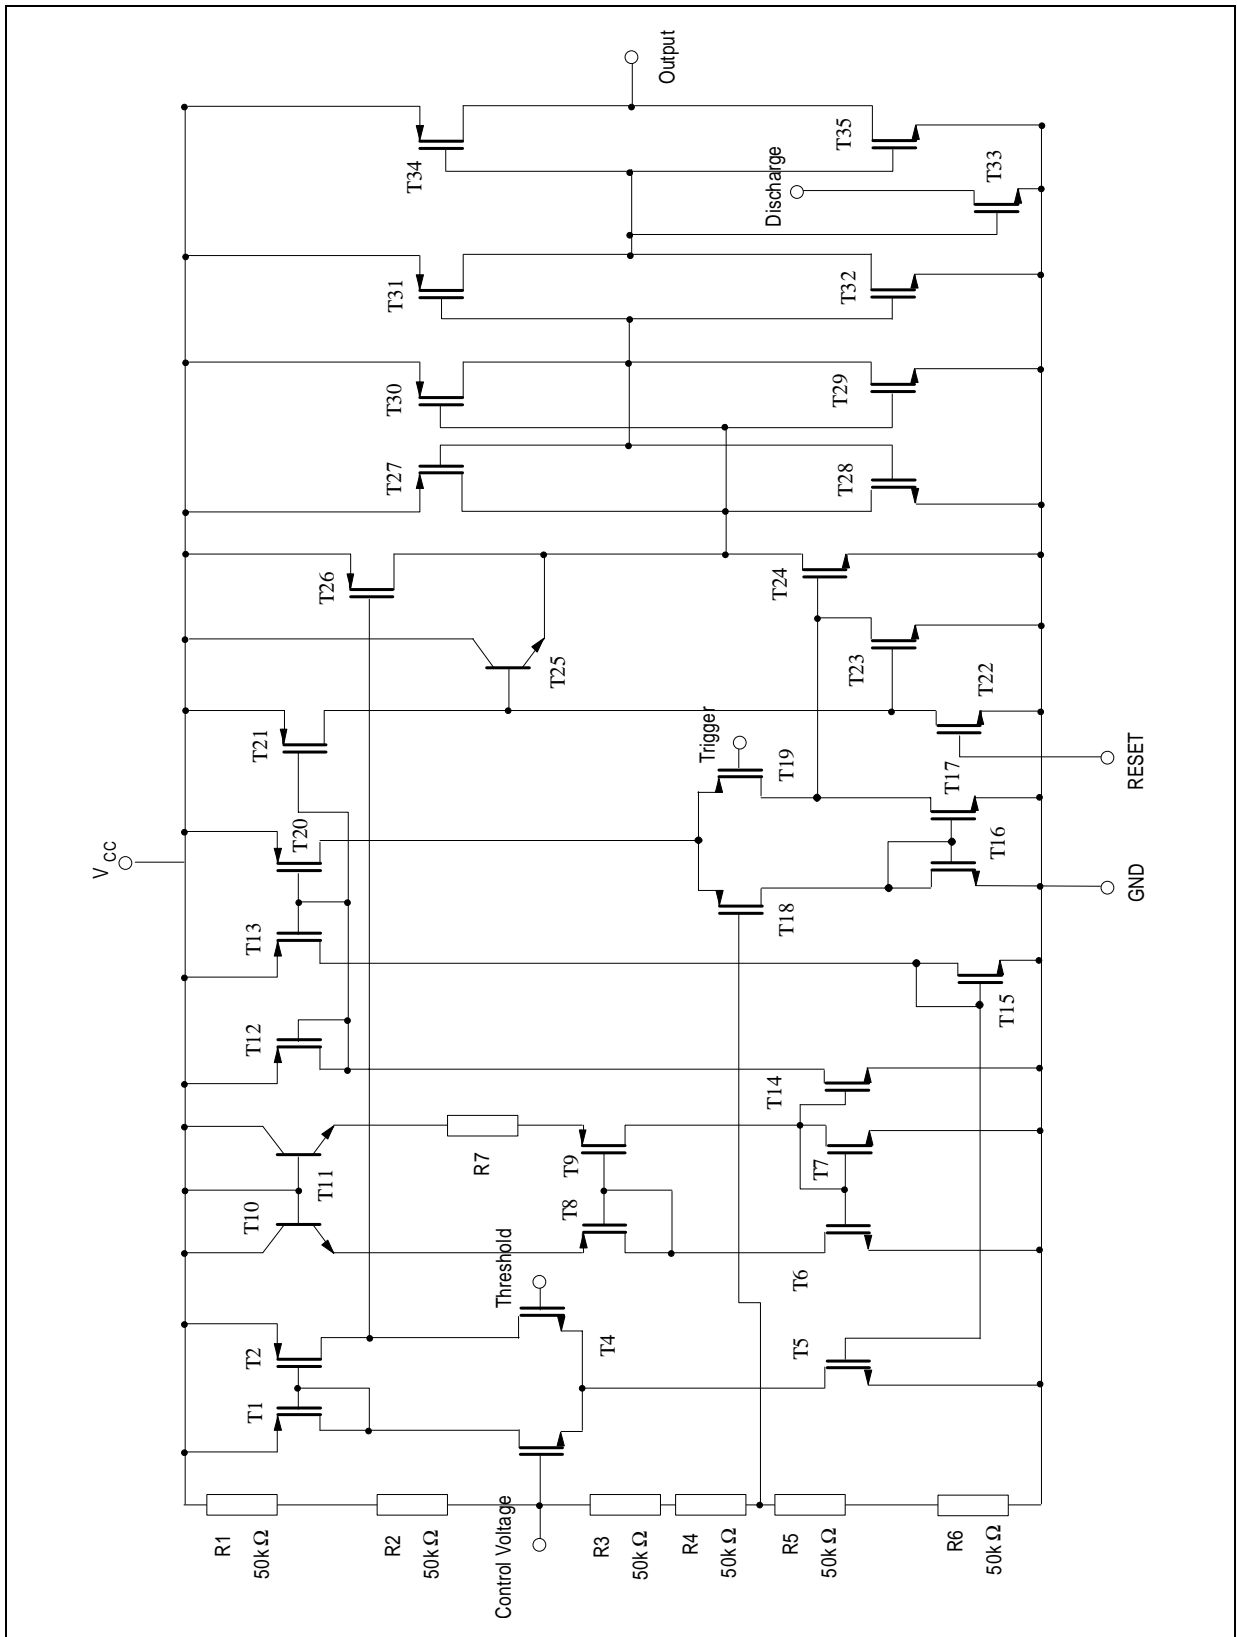 Output
T34
T35
Discharge
T33
T31
T32
T30
T29
T27
T28
T26
T24
T25
T23
T22
T21
Trigger
T19
T17
RESET
V CC
T20
T16
GND
T18
T13
T15
T12
T14
T11
R7
T9
T7
T10
T8
Threshold
T6
T4
T2
T5
T1
Control Voltage
R1
50kΩ
R2
50kΩ
R3
50kΩ
R4
50kΩ
R5
50kΩ
R6
50kΩ